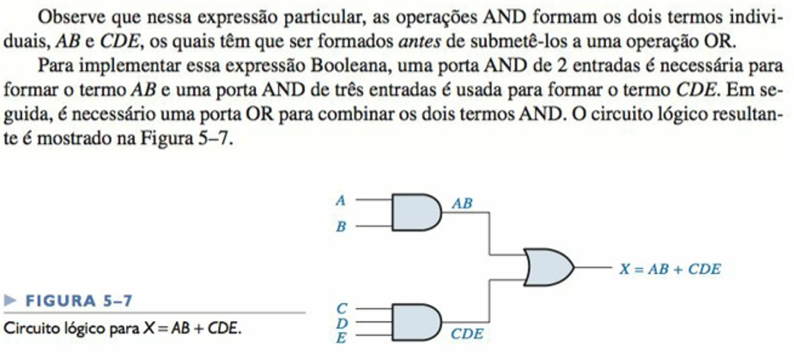 Observe que nessa expressão particular, as operações AND formam os dois termos indivi-
duais, AB e CDE, os quais têm que ser formados antes de submetê-los a uma operação OR.
Para implementar essa expressão Booleana, uma porta AND de 2 entradas é necessária para
formar o termo AB e uma porta AND de três entradas é usada para formar o termo CDE. Em se-
guida, é necessário uma porta OR para combinar os dois termos AND. O circuito lógico resultan-
te é mostrado na Figura 5–7.
A
AB
B
X = AB + CDE
▶ FIGURA 5–7
Circuito lógico para X = AB + CDE.
C
D
E
CDE